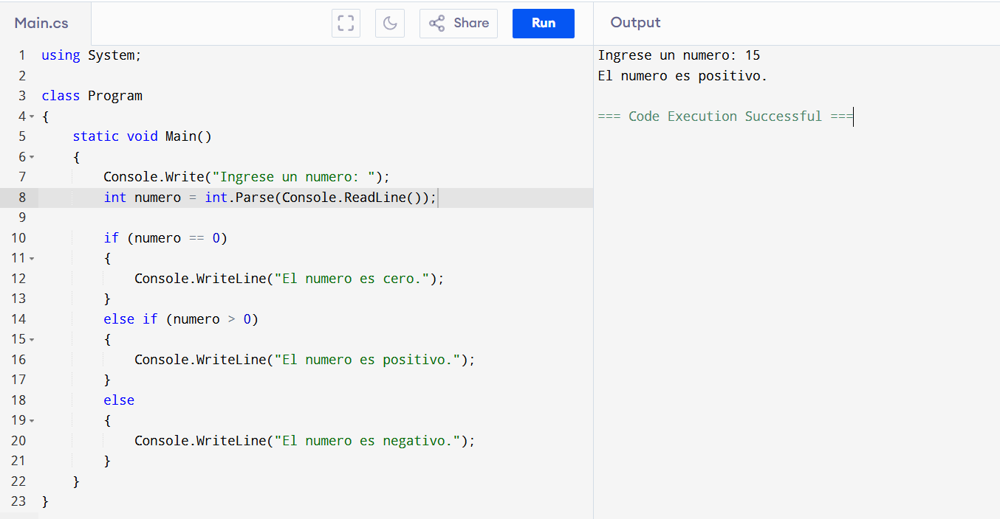 Main.cs
Share
Run
Output
1 using System;
2
3 class Program
4 {
5     static void Main()
6     {
7         Console.Write("Ingrese un numero: ");
8         int numero = int.Parse(Console.ReadLine());
9
10         if (numero == 0)
11         {
12             Console.WriteLine("El numero es cero.");
13         }
14         else if (numero > 0)
15         {
16             Console.WriteLine("El numero es positivo.");
17         }
18         else
19         {
20             Console.WriteLine("El numero es negativo.");
21         }
22     }
23 }
Ingrese un numero: 15
El numero es positivo.
=== Code Execution Successful ===